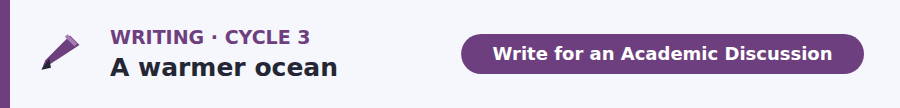 WRITING · CYCLE 3
A warmer ocean
Write for an Academic Discussion